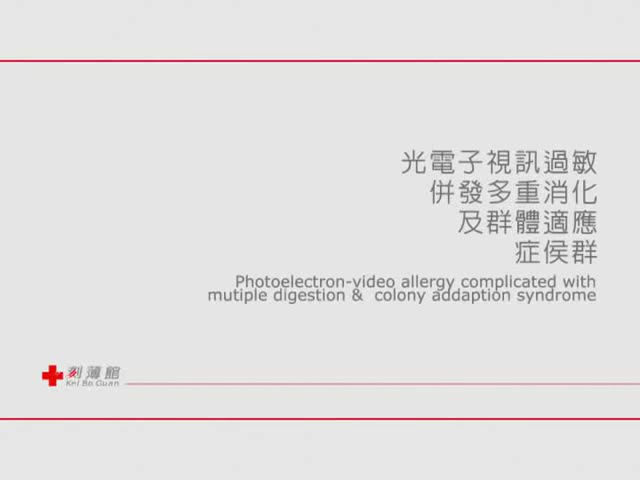 光電子視訊過敏
併發多重消化
及群體適應
症侯群
Photoelectron-video allergy complicated with
mutiple digestion & colony addaption syndrome
刻薄館
Kei Bo Guan